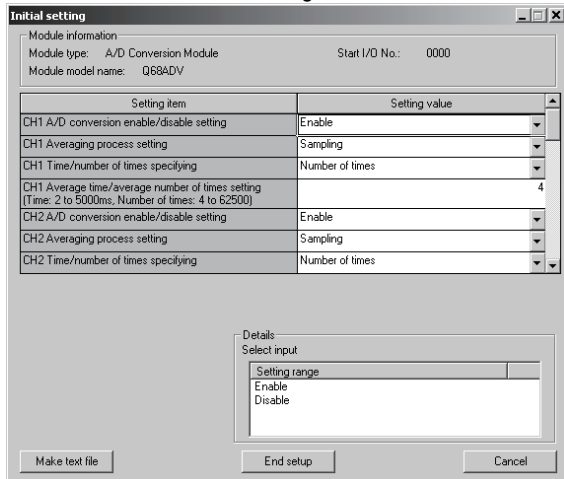 Initial setting
Module information
Module type: A/D Conversion Module Start I/O No.: 0000
Module model name: Q68ADV
Setting item Setting value
CH1 A/D conversion enable/disable setting Enable
CH1 Averaging process setting Sampling
CH1 Time/number of times specifying Number of times
CH1 Average time/average number of times setting
(Time: 2 to 5000ms, Number of times: 4 to 62500) 4
CH2 A/D conversion enable/disable setting Enable
CH2 Averaging process setting Sampling
CH2 Time/number of times specifying Number of times
Details
Select input
Setting range
Enable
Disable
Make text file End setup Cancel